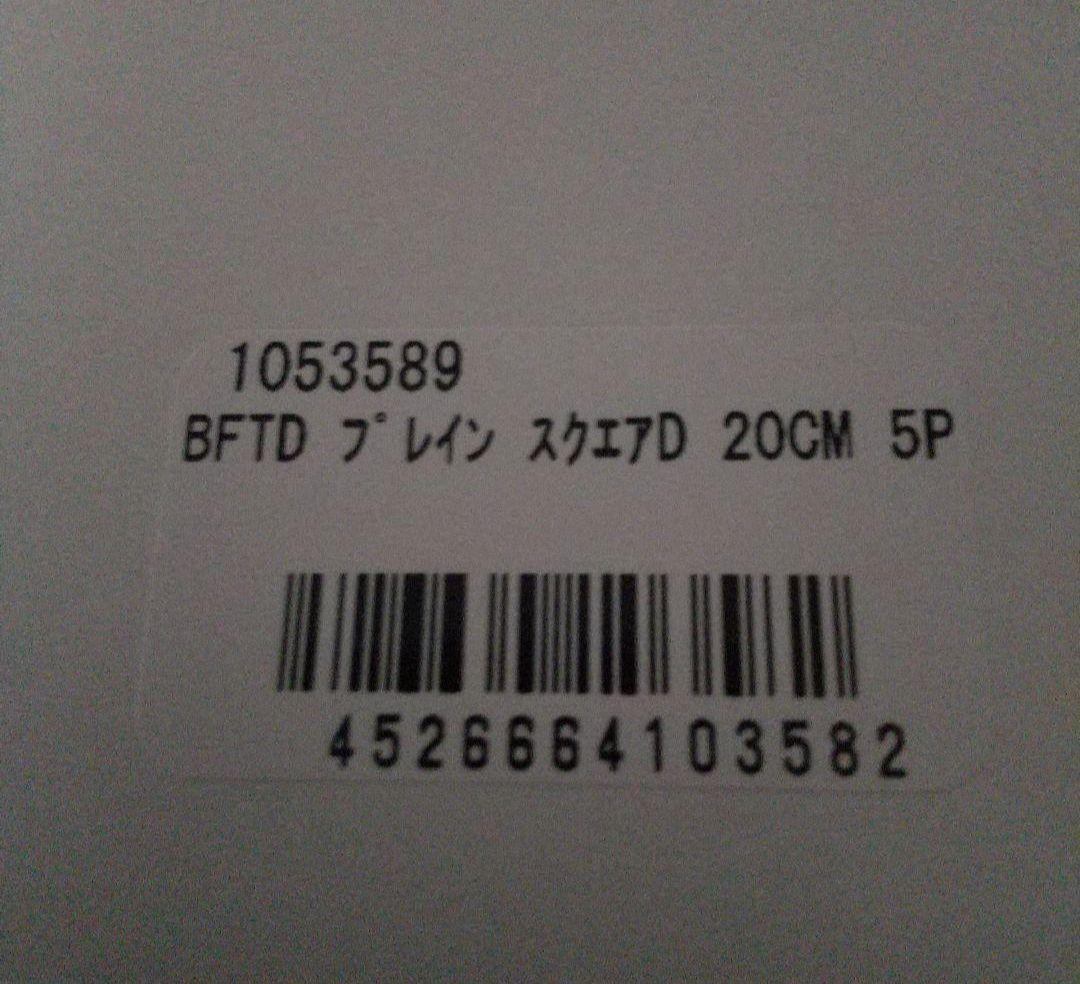 1053589
BFTD ﾌﾟﾚｲﾝ ｽｸｴｱD 20CM 5P
4526664103582